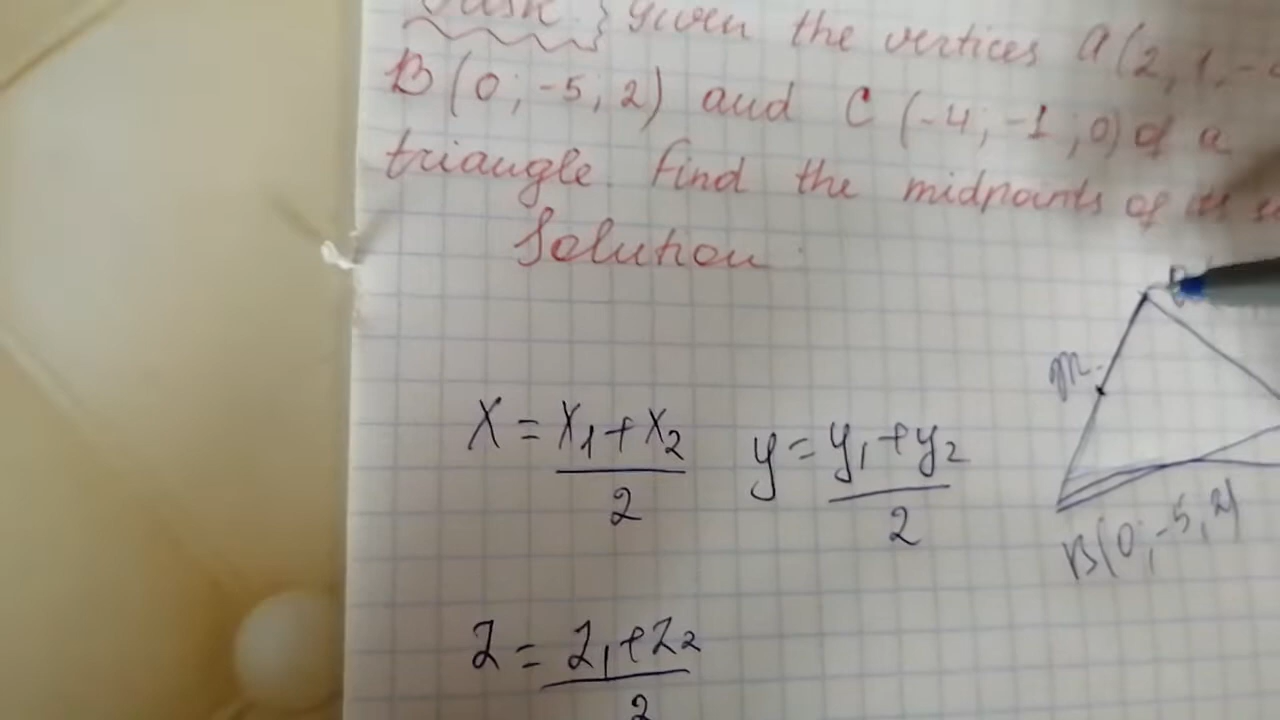 Task. } Given the vertices A(2, 1, -
B(0; -5; 2) and C (-4; -1; 0) of a
triangle. Find the midpoints of its
Solution
M
X = X₁+X₂ / 2 y = y₁+y₂ / 2
B(0; -5, 2)
Z = Z₁+Z₂ / 2